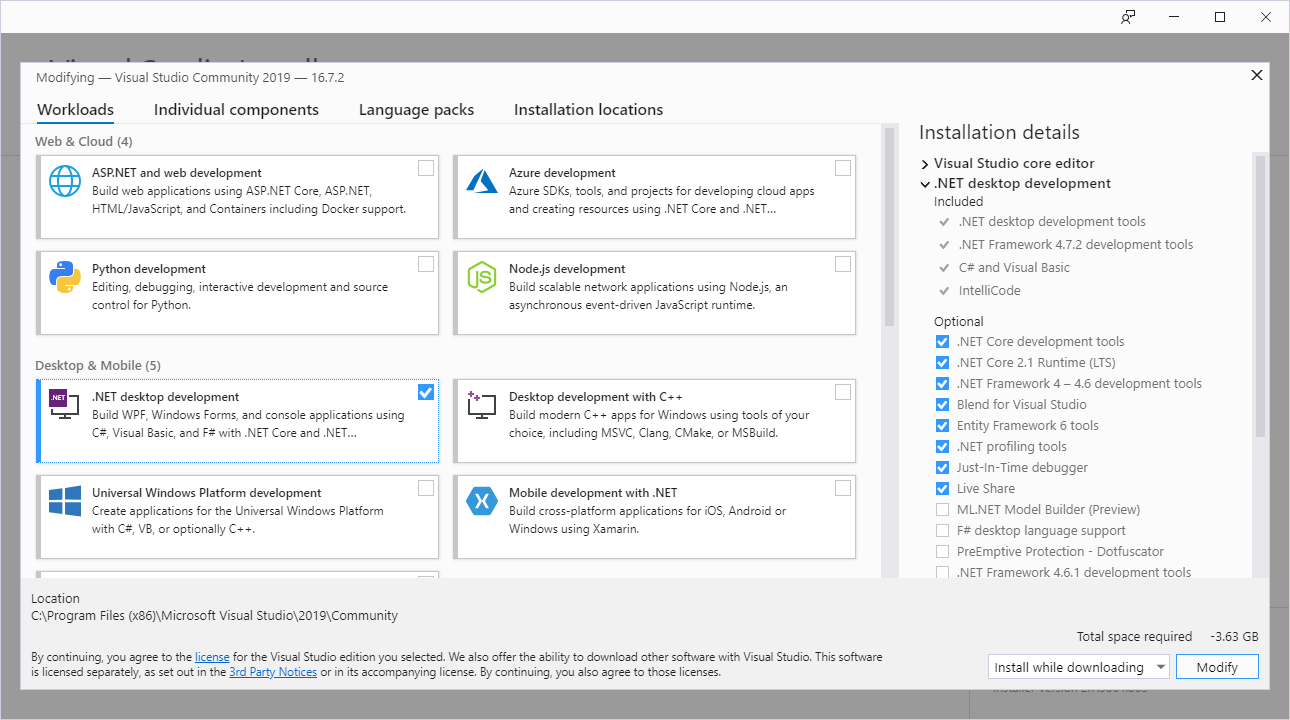 Modifying — Visual Studio Community 2019 — 16.7.2
Workloads
Individual components
Language packs
Installation locations
Web & Cloud (4)
ASP.NET and web development
Build web applications using ASP.NET Core, ASP.NET,
HTML/JavaScript, and Containers including Docker support.
Azure development
Azure SDKs, tools, and projects for developing cloud apps
and creating resources using .NET Core and .NET...
Python development
Editing, debugging, interactive development and source
control for Python.
JS
Node.js development
Build scalable network applications using Node.js, an
asynchronous event-driven JavaScript runtime.
Desktop & Mobile (5)
.NET
.NET desktop development
Build WPF, Windows Forms, and console applications using
C#, Visual Basic, and F# with .NET Core and .NET...
Desktop development with C++
Build modern C++ apps for Windows using tools of your
choice, including MSVC, Clang, CMake, or MSBuild.
Universal Windows Platform development
Create applications for the Universal Windows Platform
with C#, VB, or optionally C++.
Mobile development with .NET
Build cross-platform applications for iOS, Android or
Windows using Xamarin.
Installation details
Visual Studio core editor
.NET desktop development
Included
.NET desktop development tools
.NET Framework 4.7.2 development tools
C# and Visual Basic
IntelliCode
Optional
.NET Core development tools
.NET Core 2.1 Runtime (LTS)
.NET Framework 4 – 4.6 development tools
Blend for Visual Studio
Entity Framework 6 tools
.NET profiling tools
Just-In-Time debugger
Live Share
ML.NET Model Builder (Preview)
F# desktop language support
PreEmptive Protection - Dotfuscator
.NET Framework 4.6.1 development tools
Location
C:\Program Files (x86)\Microsoft Visual Studio\2019\Community
Total space required -3.63 GB
By continuing, you agree to the license for the Visual Studio edition you selected. We also offer the ability to download other software with Visual Studio. This software
is licensed separately, as set out in the 3rd Party Notices or in its accompanying license. By continuing, you also agree to those licenses.
Install while downloading
Modify